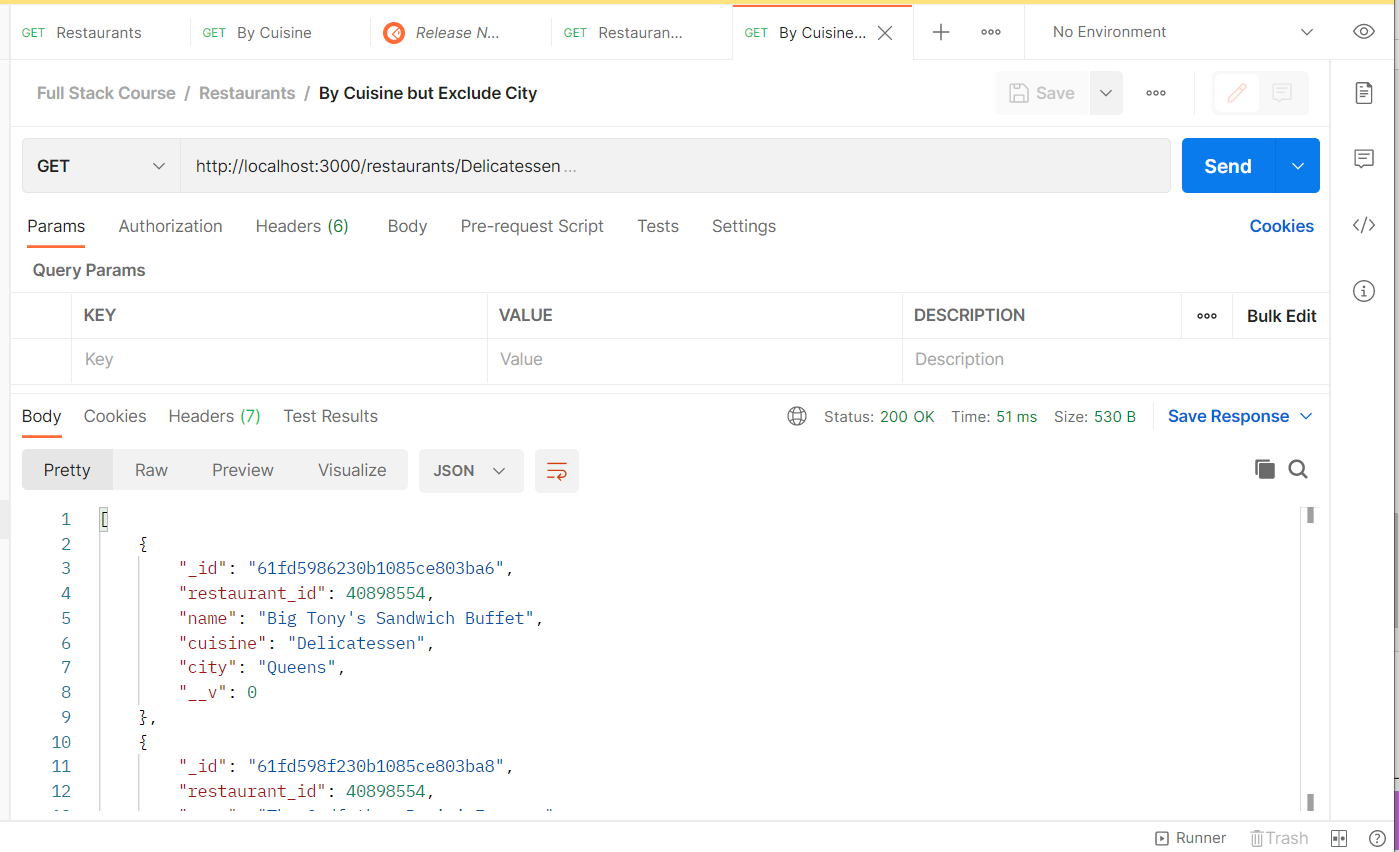 GET Restaurants GET By Cuisine Release N... GET Restauran... GET By Cuisine... No Environment
Full Stack Course / Restaurants / By Cuisine but Exclude City Save
GET http://localhost:3000/restaurants/Delicatessen ... Send
Params Authorization Headers (6) Body Pre-request Script Tests Settings Cookies
Query Params
KEY VALUE DESCRIPTION Bulk Edit
Key Value Description
Body Cookies Headers (7) Test Results Status: 200 OK Time: 51 ms Size: 530 B Save Response
Pretty Raw Preview Visualize JSON
1 [
2 {
3 "_id": "61fd5986230b1085ce803ba6",
4 "restaurant_id": 40898554,
5 "name": "Big Tony's Sandwich Buffet",
6 "cuisine": "Delicatessen",
7 "city": "Queens",
8 "__v": 0
9 },
10 {
11 "_id": "61fd598f230b1085ce803ba8",
12 "restaurant_id": 40898554,
Runner Trash